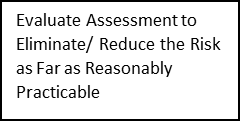 Evaluate Assessment to
Eliminate/ Reduce the Risk
as Far as Reasonably
Practicable